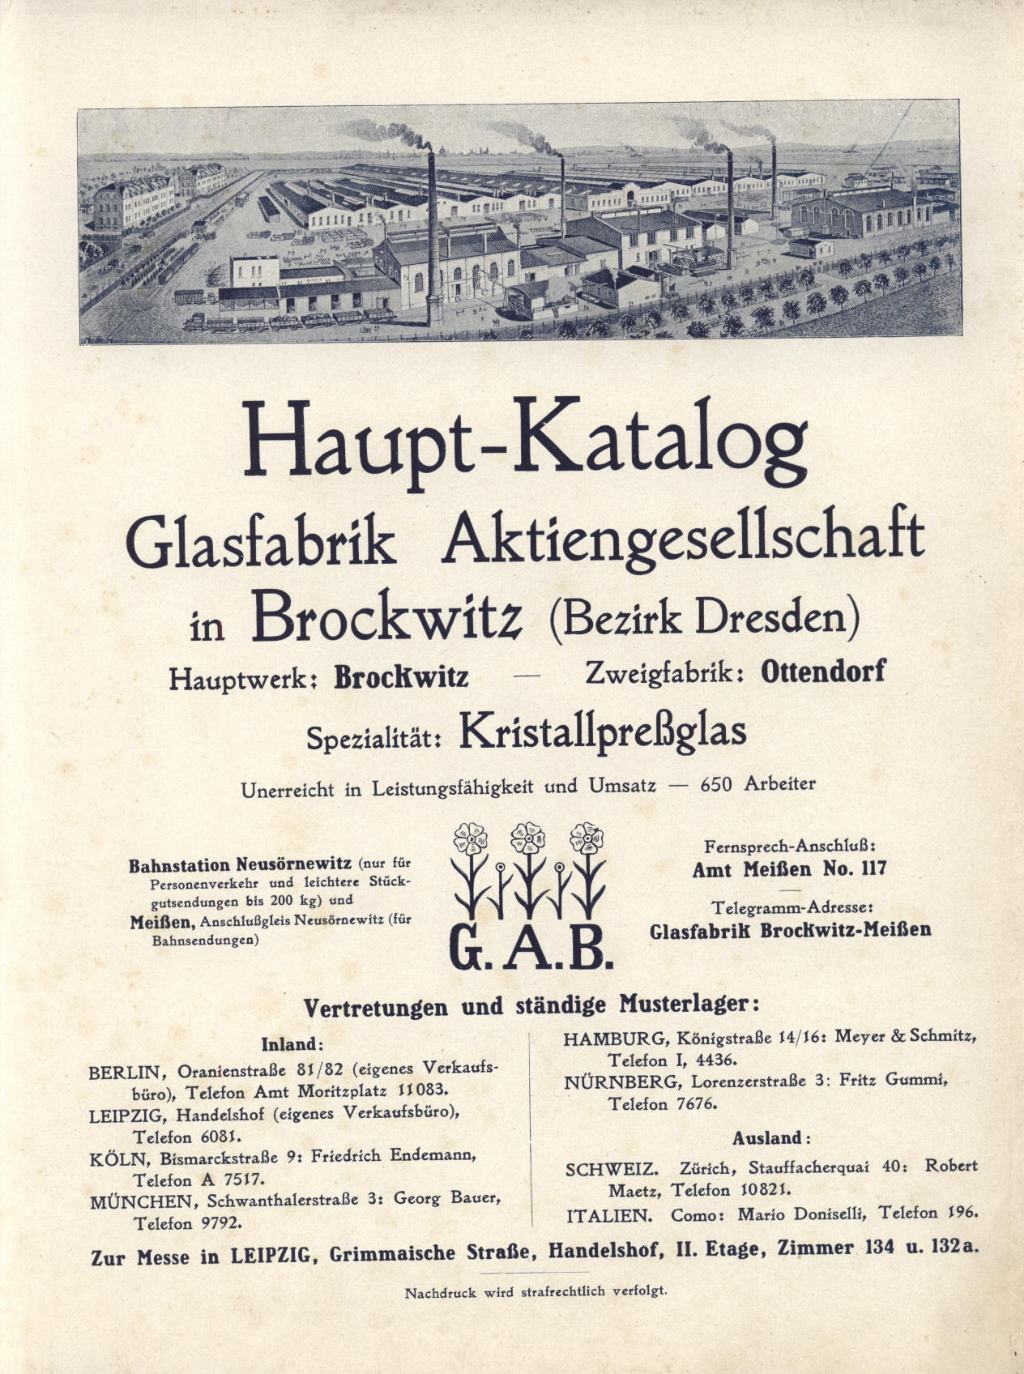 Haupt-Katalog
Glasfabrik Aktiengesellschaft
in Brockwitz (Bezirk Dresden)
Hauptwerk: Brockwitz — Zweigfabrik: Ottendorf
Spezialität: Kristallpreßglas
Unerreicht in Leistungsfähigkeit und Umsatz — 650 Arbeiter
Bahnstation Neusörnewitz (nur für
Personenverkehr und leichtere Stück-
gutsendungen bis 200 kg) und
Meißen, Anschlußgleis Neusörnewitz (für
Bahnsendungen)
G.A.B.
Fernsprech-Anschluß:
Amt Meißen No. 117
Telegramm-Adresse:
Glasfabrik Brockwitz-Meißen
Vertretungen und ständige Musterlager:
Inland:
BERLIN, Oranienstraße 81/82 (eigenes Verkaufs-
büro), Telefon Amt Moritzplatz 11083.
LEIPZIG, Handelshof (eigenes Verkaufsbüro),
Telefon 6081.
KÖLN, Bismarckstraße 9: Friedrich Endemann,
Telefon A 7517.
MÜNCHEN, Schwanthalerstraße 3: Georg Bauer,
Telefon 9792.
HAMBURG, Königstraße 14/16: Meyer & Schmitz,
Telefon I, 4436.
NÜRNBERG, Lorenzerstraße 3: Fritz Gummi,
Telefon 7676.
Ausland:
SCHWEIZ. Zürich, Stauffacherquai 40: Robert
Maetz, Telefon 10821.
ITALIEN. Como: Mario Doniselli, Telefon 196.
Zur Messe in LEIPZIG, Grimmaische Straße, Handelshof, II. Etage, Zimmer 134 u. 132a.
Nachdruck wird strafrechtlich verfolgt.